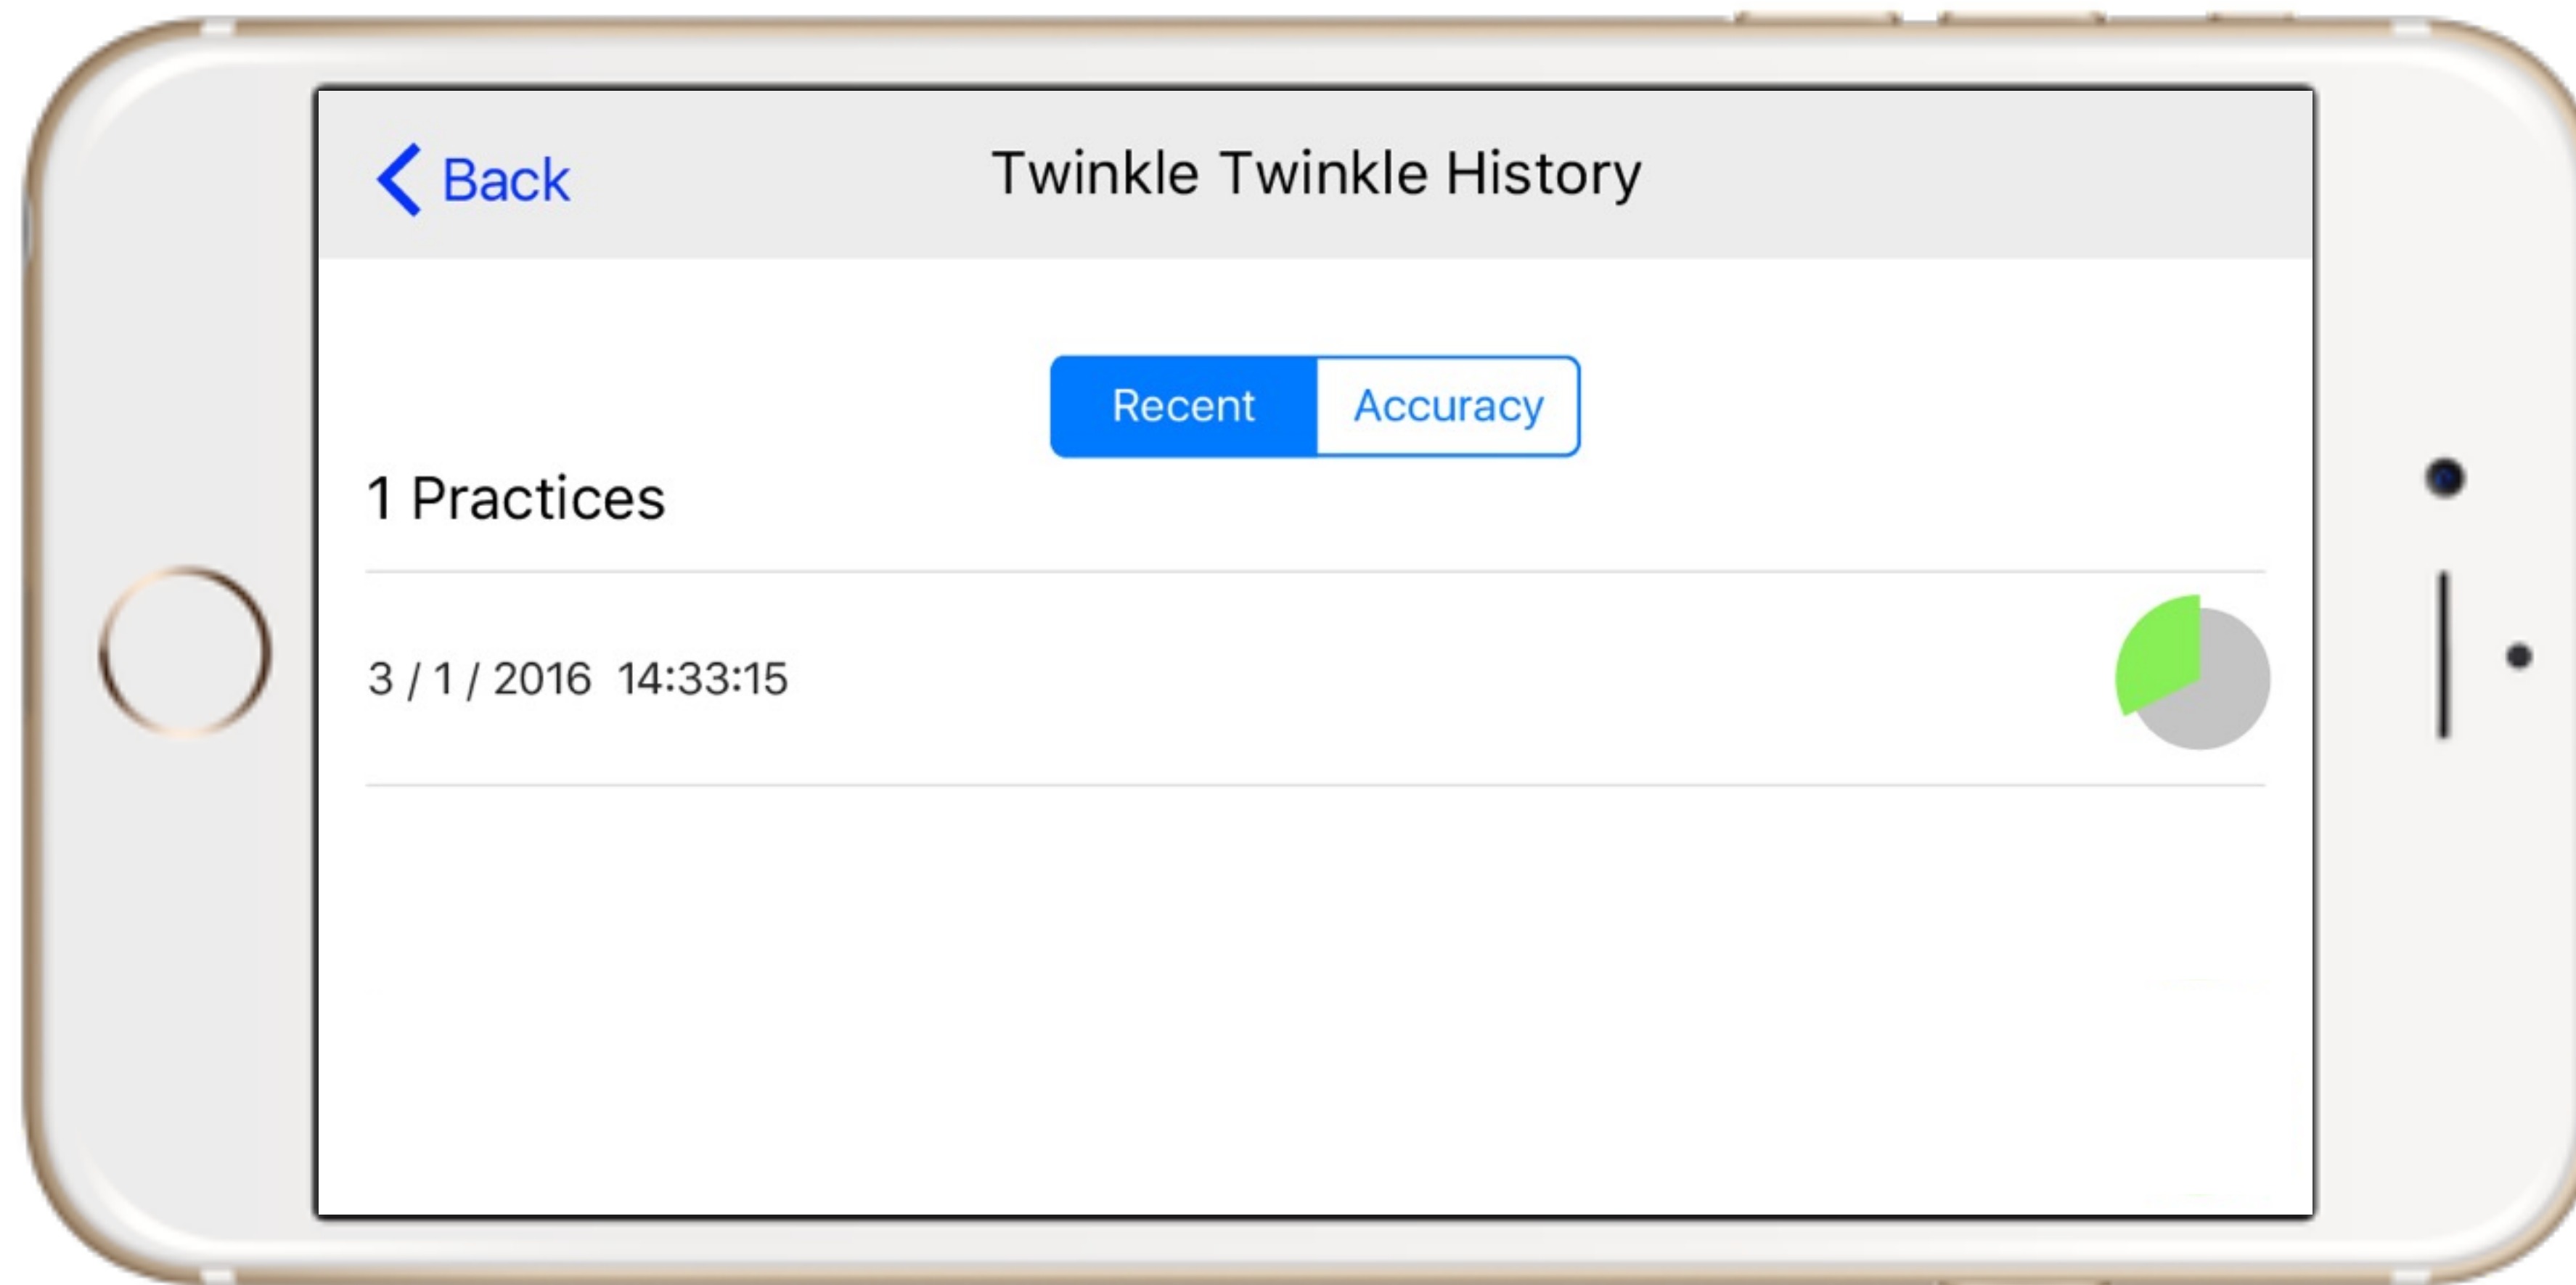 Back
Twinkle Twinkle History
Recent Accuracy
1 Practices
3 / 1 / 2016 14:33:15